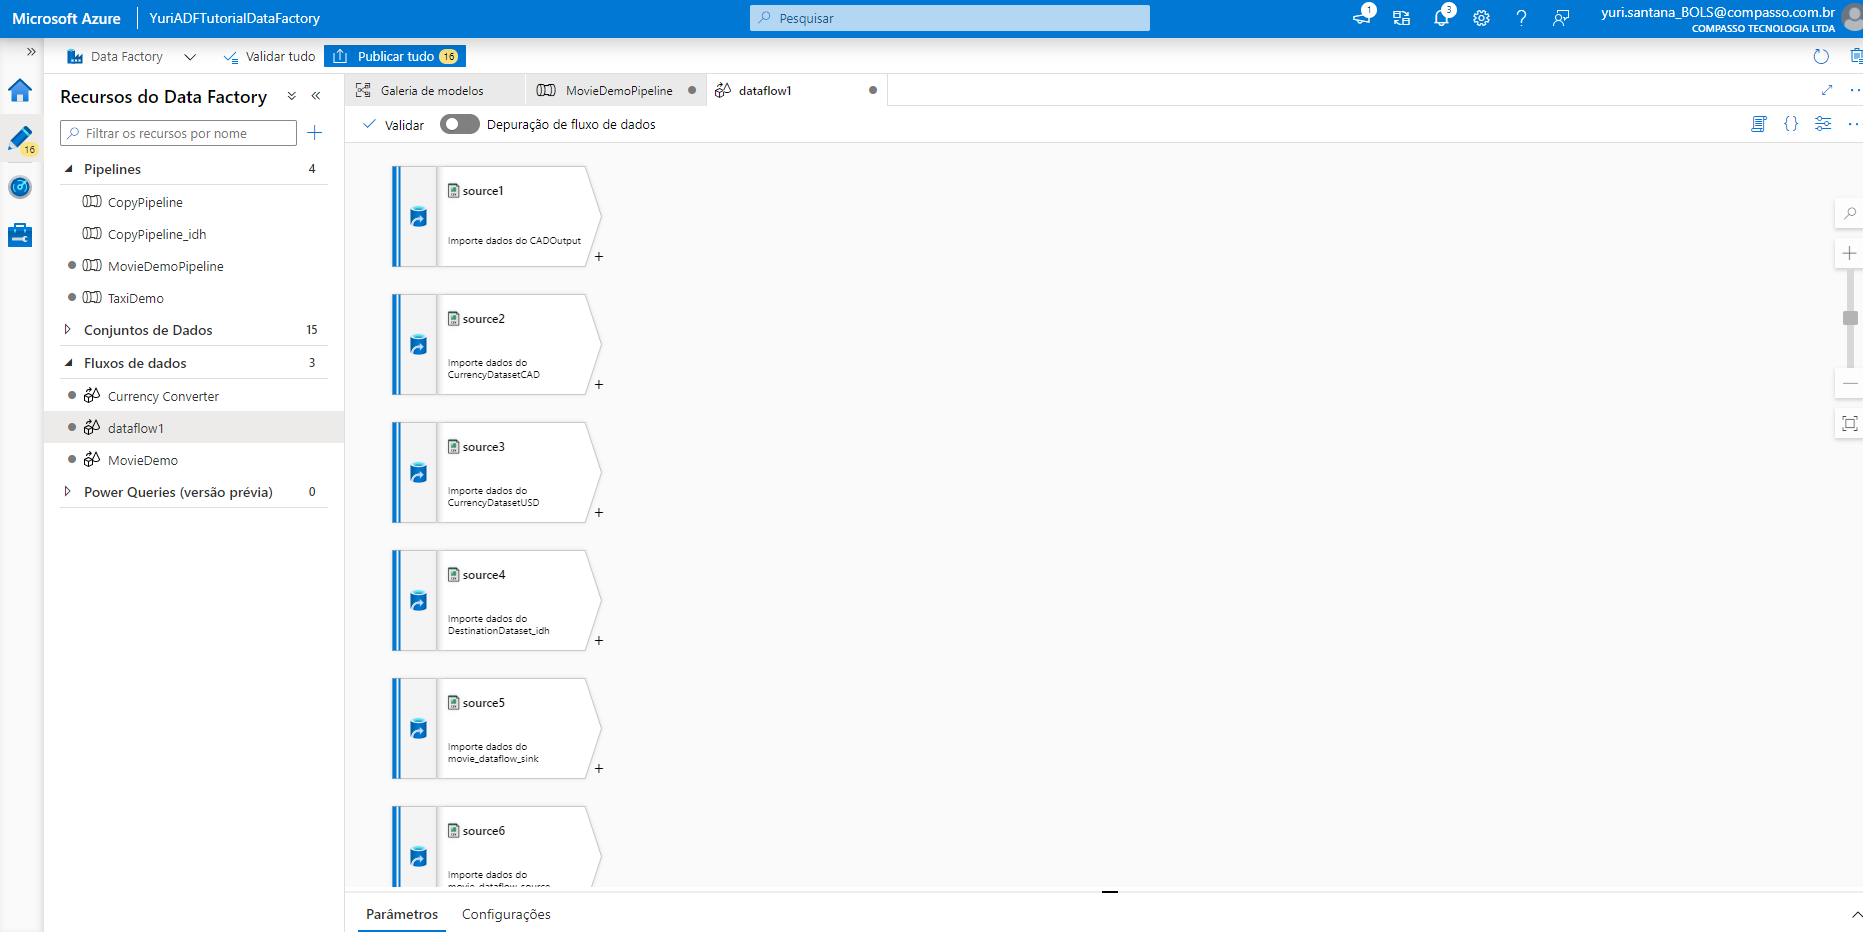 Microsoft Azure
YuriADFTutorialDataFactory
Pesquisar
1
3
yuri.santana_BOLS@compasso.com.br
COMPASSO TECNOLOGIA LTDA
Data Factory
Validar tudo
Publicar tudo 16
16
Recursos do Data Factory
Filtrar os recursos por nome
Pipelines 4
CopyPipeline
CopyPipeline_idh
MovieDemoPipeline
TaxiDemo
Conjuntos de Dados 15
Fluxos de dados 3
Currency Converter
dataflow1
MovieDemo
Power Queries (versão prévia) 0
Galeria de modelos
MovieDemoPipeline
dataflow1
Validar
Depuração de fluxo de dados
source1
Importe dados do CADOutput
source2
Importe dados do
CurrencyDatasetCAD
source3
Importe dados do
CurrencyDatasetUSD
source4
Importe dados do
DestinationDataset_idh
source5
Importe dados do
movie_dataflow_sink
source6
Importe dados do
movie_dataflow_source
Parâmetros
Configurações